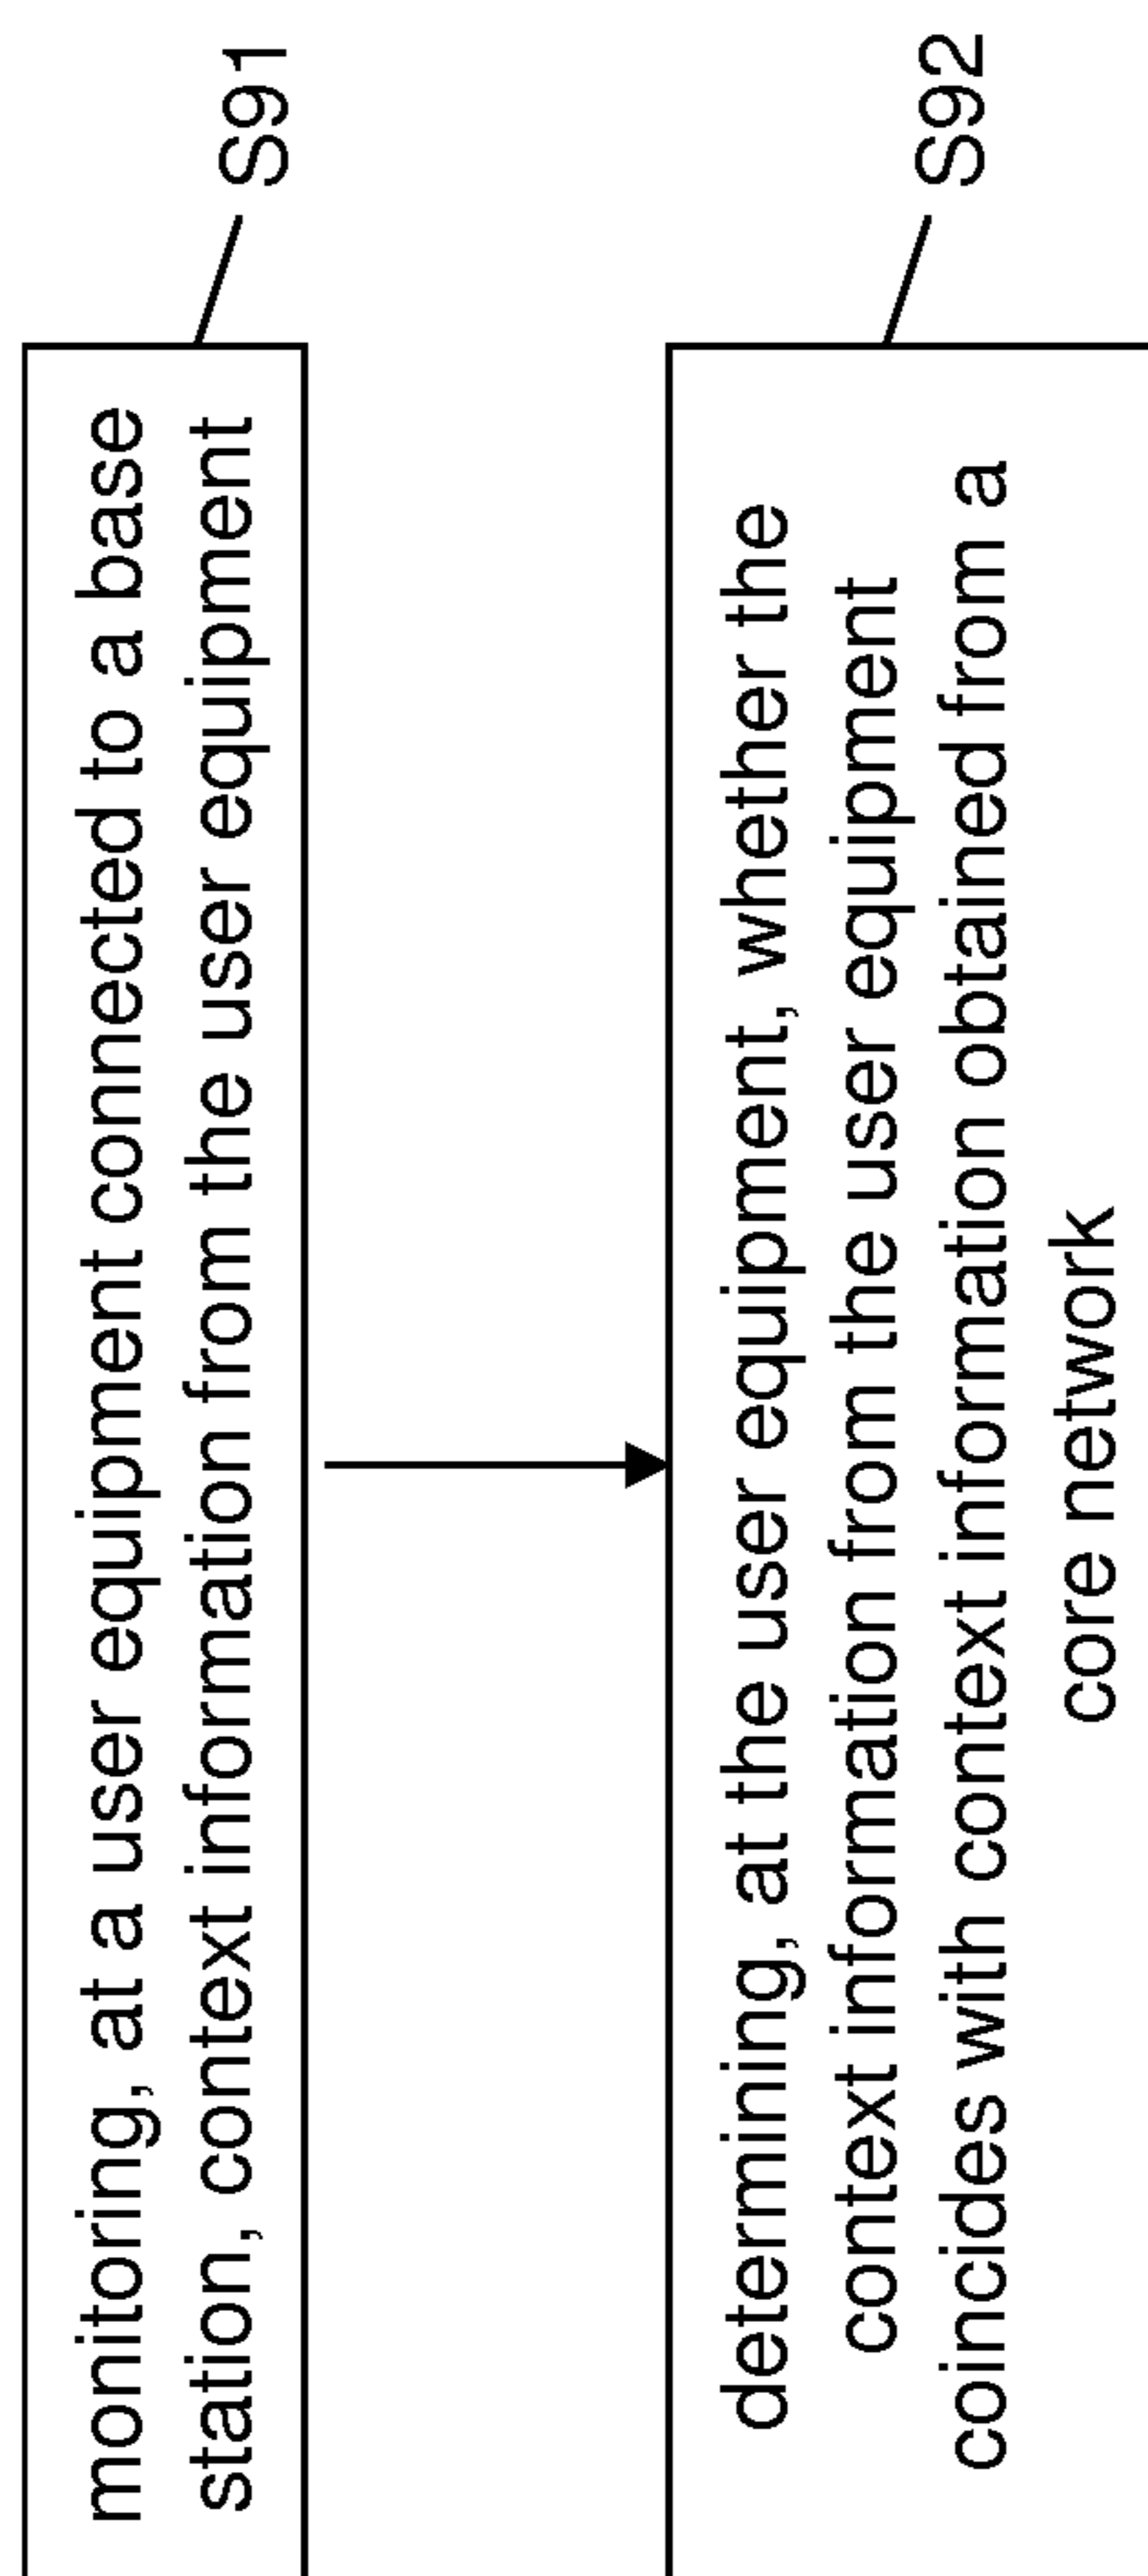 monitoring, at a user equipment connected to a base
station, context information from the user equipment
S91
determining, at the user equipment, whether the
context information from the user equipment
coincides with context information obtained from a
core network
S92